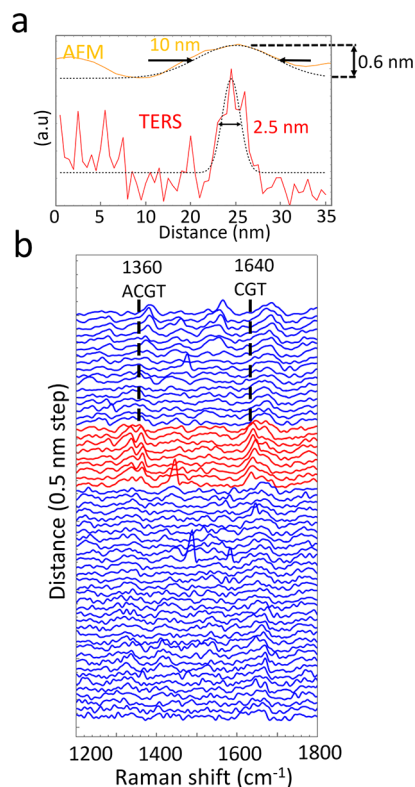 a
AFM
10 nm
0.6 nm
TERS
2.5 nm
(a.u)
0 5 10 15 20 25 30 35
Distance (nm)
b
1360 1640
ACGT CGT
Distance (0.5 nm step)
1200 1400 1600 1800
Raman shift (cm⁻¹)